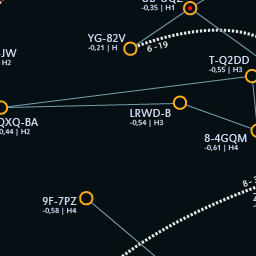 -0,35 | H1
YG-82V
-0,21 | H
6-19
-JW
H2
T-Q2DD
-0,55 | H3
LRWD-B
-0,54 | H3
QXQ-BA
0,44 | H2
8-4GQM
-0,61 | H4
9F-7PZ
-0,58 | H4
8-